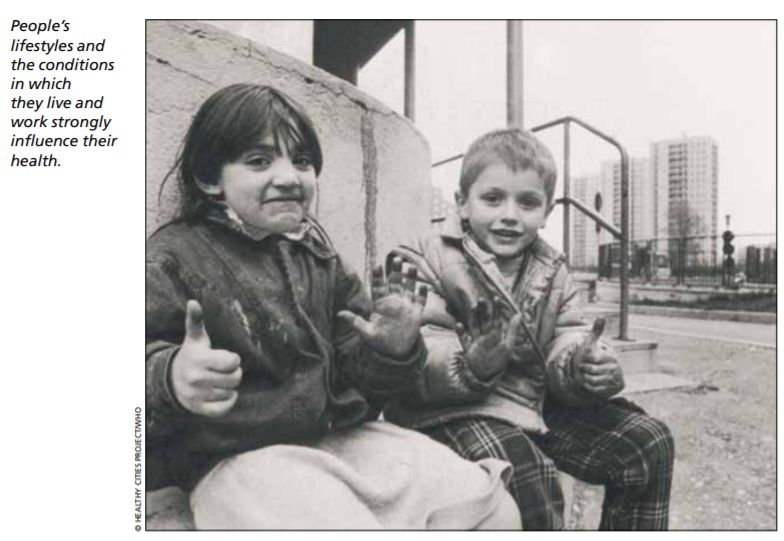 People's
lifestyles and
the conditions
in which
they live and
work strongly
influence their
health.
© HEALTHY CITIES PROJECT/WHO